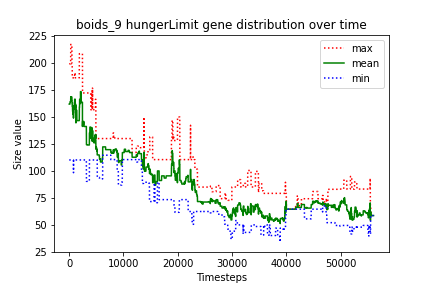 boids_9 hungerLimit gene distribution over time
225
200
175
150
125
100
75
50
25
Size value
max
mean
min
0 10000 20000 30000 40000 50000
Timesteps